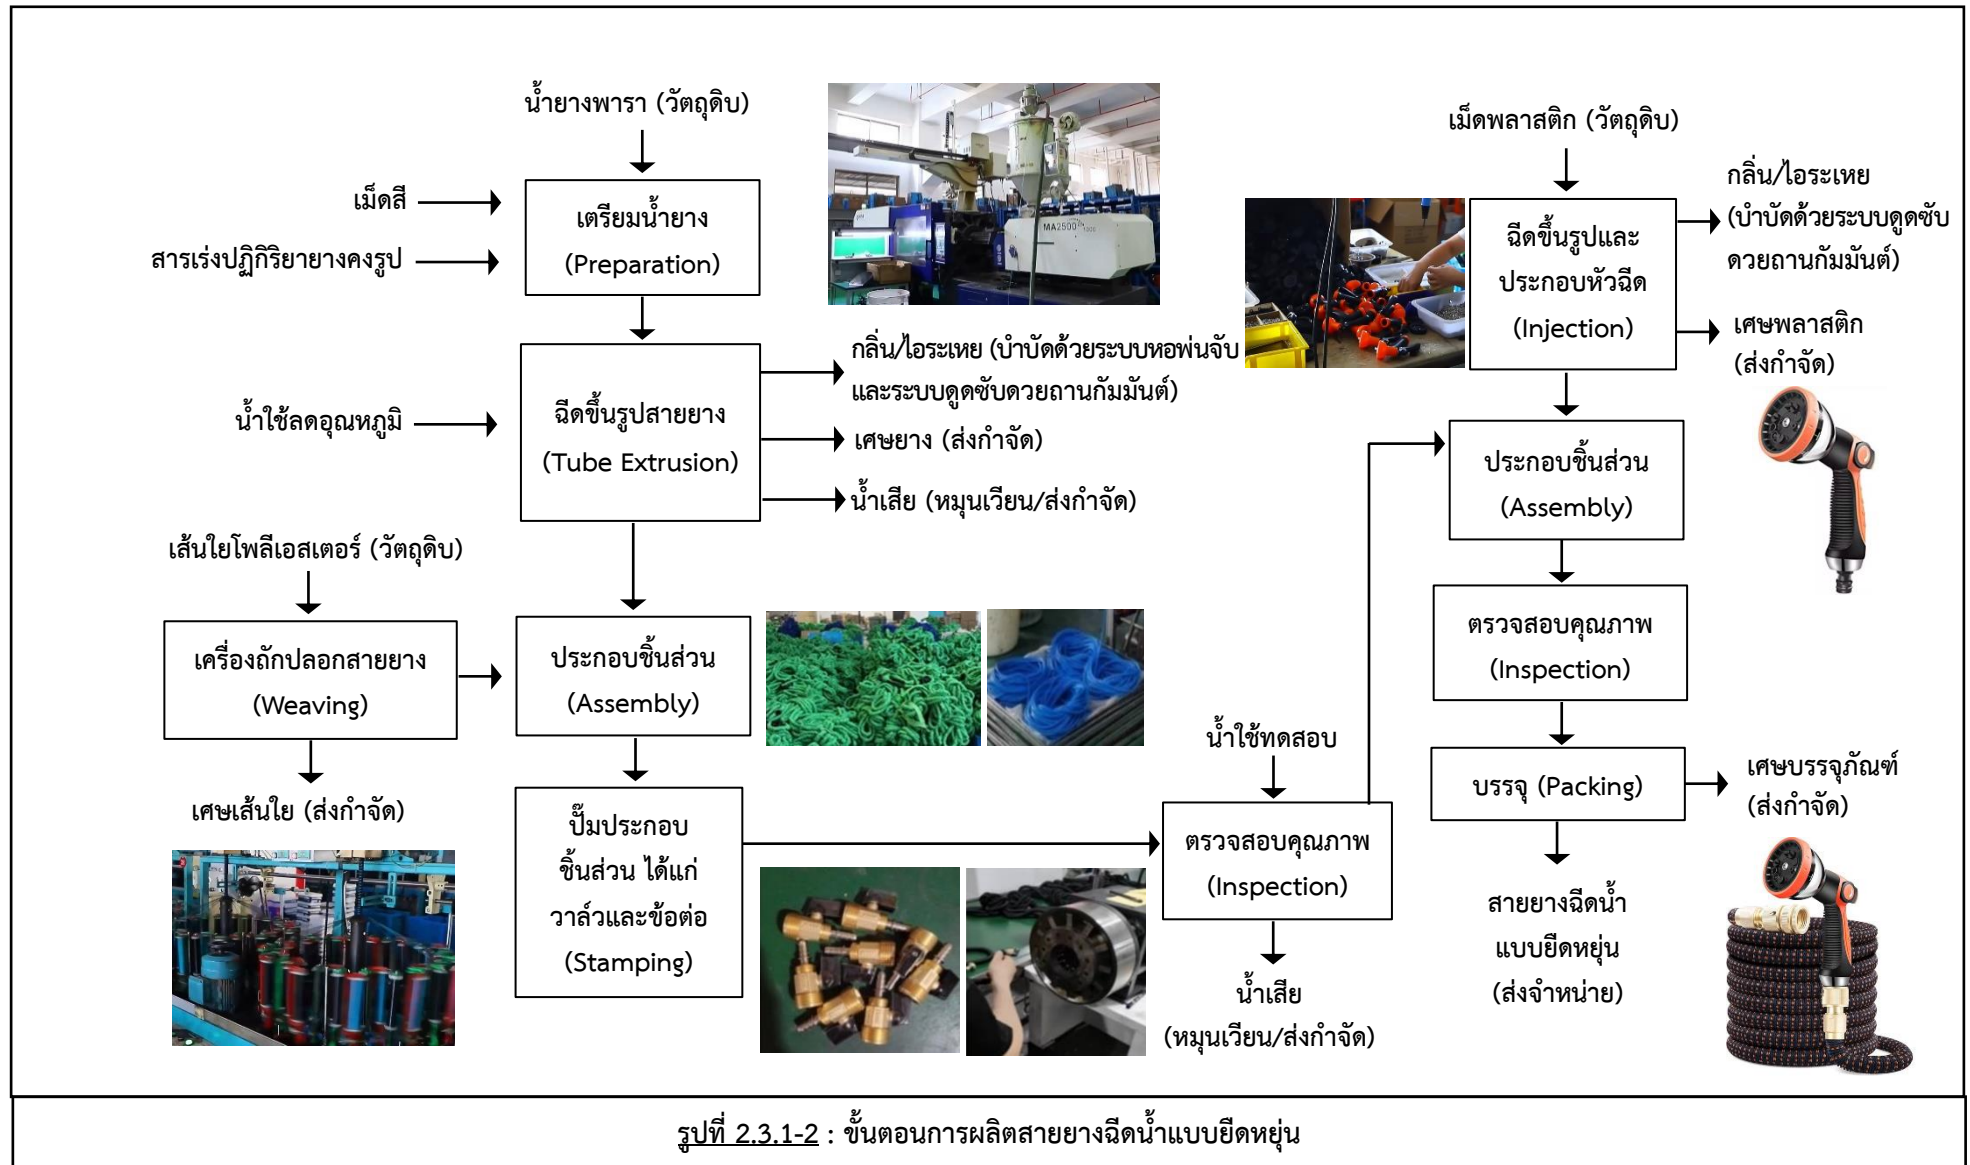 น้ำยางพารา (วัตถุดิบ)
เม็ดสี
สารเร่งปฏิกิริยายางคงรูป
เตรียมน้ำยาง
(Preparation)
น้ำใช้ลดอุณหภูมิ
ฉีดขึ้นรูปสายยาง
(Tube Extrusion)
กลิ่น/ไอระเหย (บำบัดด้วยระบบหอพ่นจับ
และระบบดูดซับดวยถานกัมมันต์)
เศษยาง (ส่งกำจัด)
น้ำเสีย (หมุนเวียน/ส่งกำจัด)
เส้นใยโพลีเอสเตอร์ (วัตถุดิบ)
เครื่องถักปลอกสายยาง
(Weaving)
เศษเส้นใย (ส่งกำจัด)
ประกอบชิ้นส่วน
(Assembly)
ปั๊มประกอบ
ชิ้นส่วน ได้แก่
วาล์วและข้อต่อ
(Stamping)
น้ำใช้ทดสอบ
ตรวจสอบคุณภาพ
(Inspection)
น้ำเสีย
(หมุนเวียน/ส่งกำจัด)
MA2500
เม็ดพลาสติก (วัตถุดิบ)
ฉีดขึ้นรูปและ
ประกอบหัวฉีด
(Injection)
กลิ่น/ไอระเหย
(บำบัดด้วยระบบดูดซับ
ดวยถานกัมมันต์)
เศษพลาสติก
(ส่งกำจัด)
ประกอบชิ้นส่วน
(Assembly)
ตรวจสอบคุณภาพ
(Inspection)
บรรจุ (Packing)
เศษบรรจุภัณฑ์
(ส่งกำจัด)
สายยางฉีดน้ำ
แบบยืดหยุ่น
(ส่งจำหน่าย)
รูปที่ 2.3.1-2 : ขั้นตอนการผลิตสายยางฉีดน้ำแบบยืดหยุ่น